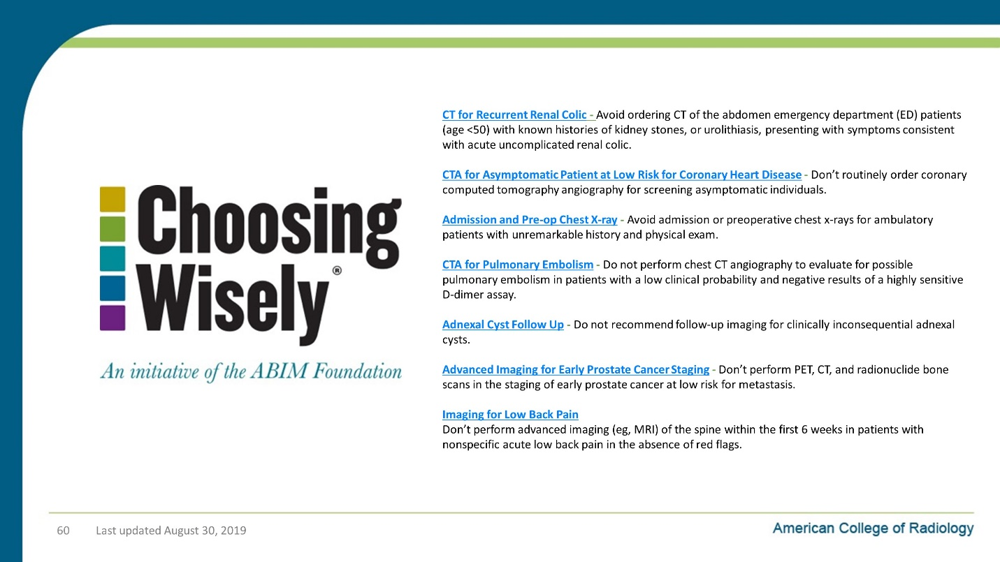 Choosing
Wisely®
An initiative of the ABIM Foundation
CT for Recurrent Renal Colic - Avoid ordering CT of the abdomen emergency department (ED) patients
(age <50) with known histories of kidney stones, or urolithiasis, presenting with symptoms consistent
with acute uncomplicated renal colic.
CTA for Asymptomatic Patient at Low Risk for Coronary Heart Disease - Don’t routinely order coronary
computed tomography angiography for screening asymptomatic individuals.
Admission and Pre-op Chest X-ray - Avoid admission or preoperative chest x-rays for ambulatory
patients with unremarkable history and physical exam.
CTA for Pulmonary Embolism - Do not perform chest CT angiography to evaluate for possible
pulmonary embolism in patients with a low clinical probability and negative results of a highly sensitive
D-dimer assay.
Adnexal Cyst Follow Up - Do not recommend follow-up imaging for clinically inconsequential adnexal
cysts.
Advanced Imaging for Early Prostate Cancer Staging - Don’t perform PET, CT, and radionuclide bone
scans in the staging of early prostate cancer at low risk for metastasis.
Imaging for Low Back Pain
Don’t perform advanced imaging (eg, MRI) of the spine within the first 6 weeks in patients with
nonspecific acute low back pain in the absence of red flags.
60 Last updated August 30, 2019
American College of Radiology